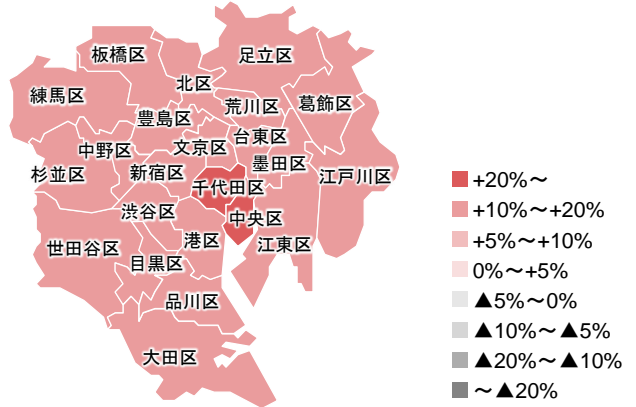 足立区
板橋区
北区
練馬区
荒川区
葛飾区
豊島区
台東区
中野区
文京区
墨田区
杉並区
新宿区
江戸川区
千代田区
渋谷区
中央区
港区
江東区
世田谷区
目黒区
品川区
大田区
+20%～
+10%～+20%
+5%～+10%
0%～+5%
▲5%～0%
▲10%～▲5%
▲20%～▲10%
～▲20%